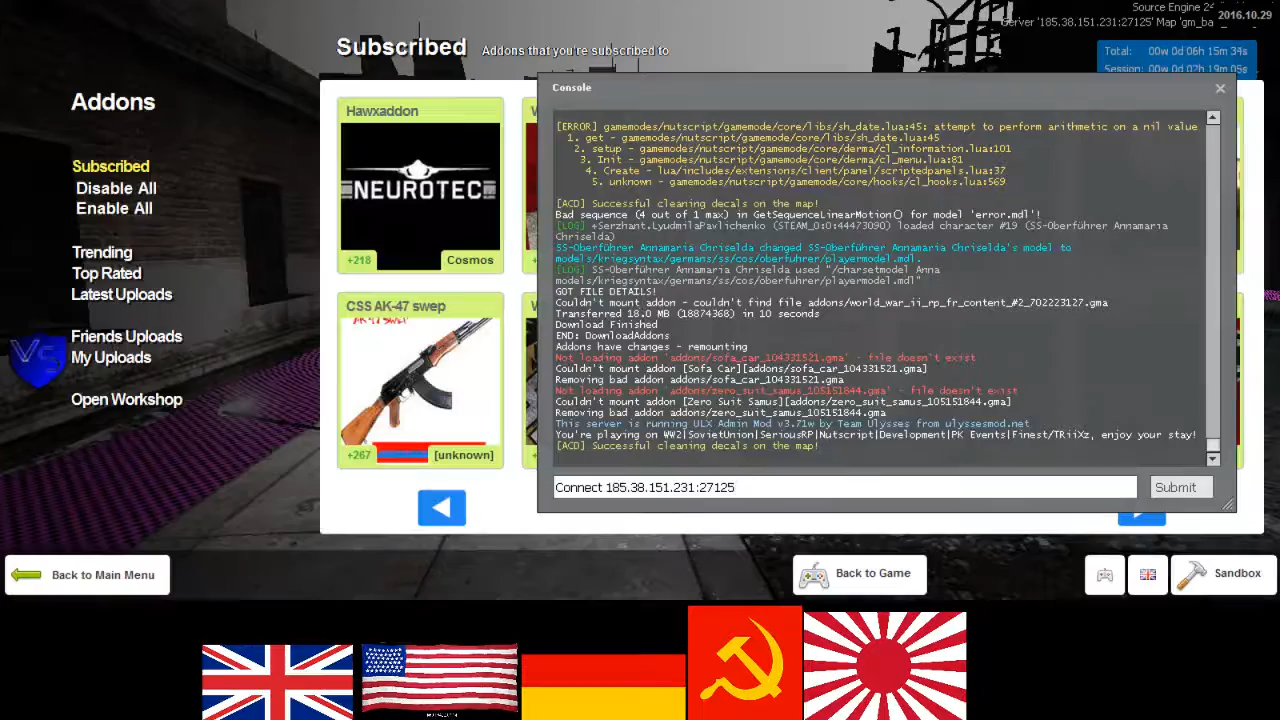 Source Engine 24
2016.10.29
Server '185.38.151.231:27125' Map 'gm_ba
Total: 00w 0d 06h 15m 34s
Session: 00w 0d 02h 19m 05s
Subscribed
Addons that you're subscribed to
Addons
Subscribed
Disable All
Enable All
Trending
Top Rated
Latest Uploads
Friends Uploads
My Uploads
Open Workshop
Hawxaddon
NEUROTEC
+218
Cosmos
CSS AK-47 swep
AK-47 SWEP
+267
[unknown]
Console
[ERROR] gamemodes/nutscript/gamemode/core/libs/sh_date.lua:45: attempt to perform arithmetic on a nil value
1. get - gamemodes/nutscript/gamemode/core/libs/sh_date.lua:45
2. setup - gamemodes/nutscript/gamemode/core/derma/cl_information.lua:101
3. Init - gamemodes/nutscript/gamemode/core/derma/cl_menu.lua:81
4. Create - lua/includes/extensions/client/panel/scriptedpanels.lua:37
5. unknown - gamemodes/nutscript/gamemode/core/hooks/cl_hooks.lua:569
[ACD] Successful cleaning decals on the map!
Bad sequence (4 out of 1 max) in GetSequenceLinearMotion() for model 'error.mdl'!
[LOG] +Serzhant.LyudmilaPavlichenko (STEAM_0:0:44473090) loaded character #19 (SS-Oberführer Annamaria
Chriselda)
SS-Oberführer Annamaria Chriselda changed SS-Oberführer Annamaria Chriselda's model to
models/kriegsyntax/germans/ss/cos/oberfuhrer/playermodel.mdl.
[LOG] SS-Oberführer Annamaria Chriselda used "/charsetmodel Anna
models/kriegsyntax/germans/ss/cos/oberfuhrer/playermodel.mdl"
GOT FILE DETAILS!
Couldn't mount addon - couldn't find file addons/world_war_ii_rp_fr_content_#2_702223127.gma
Transferred 18.0 MB (18874368) in 10 seconds
Download Finished
END: DownloadAddons
Addons have changes - remounting
Not loading addon 'addons/sofa_car_104331521.gma' - file doesn't exist
Couldn't mount addon [Sofa Car][addons/sofa_car_104331521.gma]
Removing bad addon addons/sofa_car_104331521.gma
Not loading addon 'addons/zero_suit_samus_105151844.gma' - file doesn't exist
Couldn't mount addon [Zero Suit Samus][addons/zero_suit_samus_105151844.gma]
Removing bad addon addons/zero_suit_samus_105151844.gma
This server is running ULX Admin Mod v3.71w by Team Ulysses from ulyssesmod.net
You're playing on WW2|SovietUnion|SeriousRP|Nutscript|Development|PK Events|Finest/TRiiXz, enjoy your stay!
[ACD] Successful cleaning decals on the map!
Connect 185.38.151.231:27125
Submit
Back to Main Menu
Back to Game
Sandbox